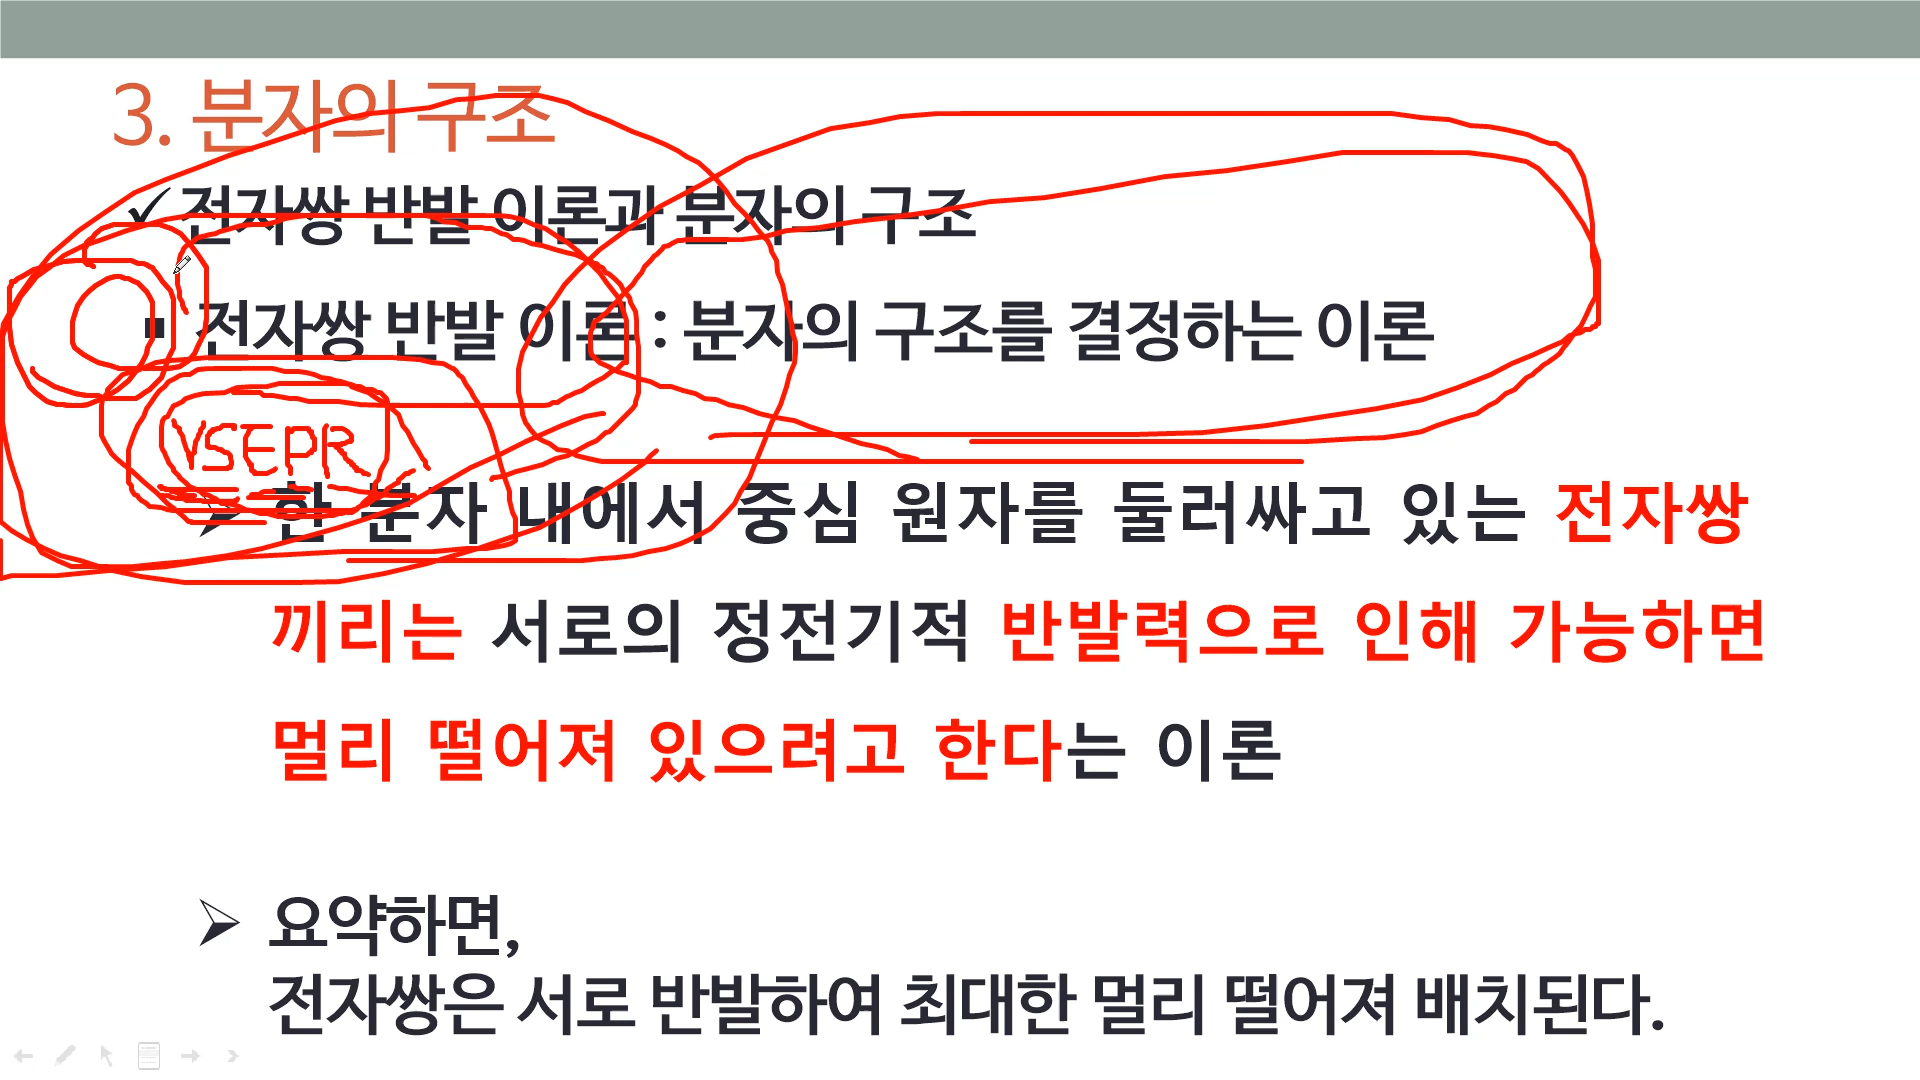 3. 분자의 구조
✓ 전자쌍 반발 이론과 분자의 구조
▪ 전자쌍 반발 이론 : 분자의 구조를 결정하는 이론
VSEPR
➢ 한 분자 내에서 중심 원자를 둘러싸고 있는 전자쌍
끼리는 서로의 정전기적 반발력으로 인해 가능하면
멀리 떨어져 있으려고 한다는 이론
➢ 요약하면,
전자쌍은 서로 반발하여 최대한 멀리 떨어져 배치된다.